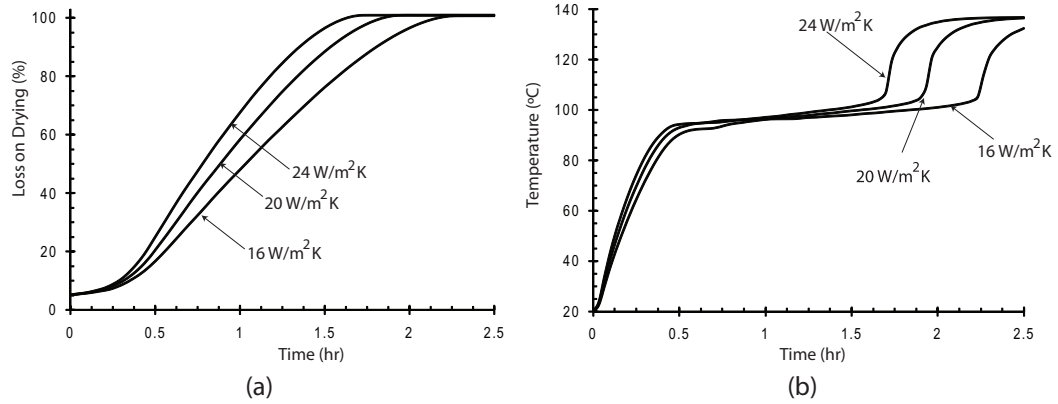 Loss on Drying (%)
100
80
60
40
20
0
24 W/m²K
20 W/m²K
16 W/m²K
0 0.5 1 1.5 2 2.5
Time (hr)
(a)
Temperature (ºC)
140
120
100
80
60
40
20
24 W/m²K
16 W/m²K
20 W/m²K
0 0.5 1 1.5 2 2.5
Time (hr)
(b)